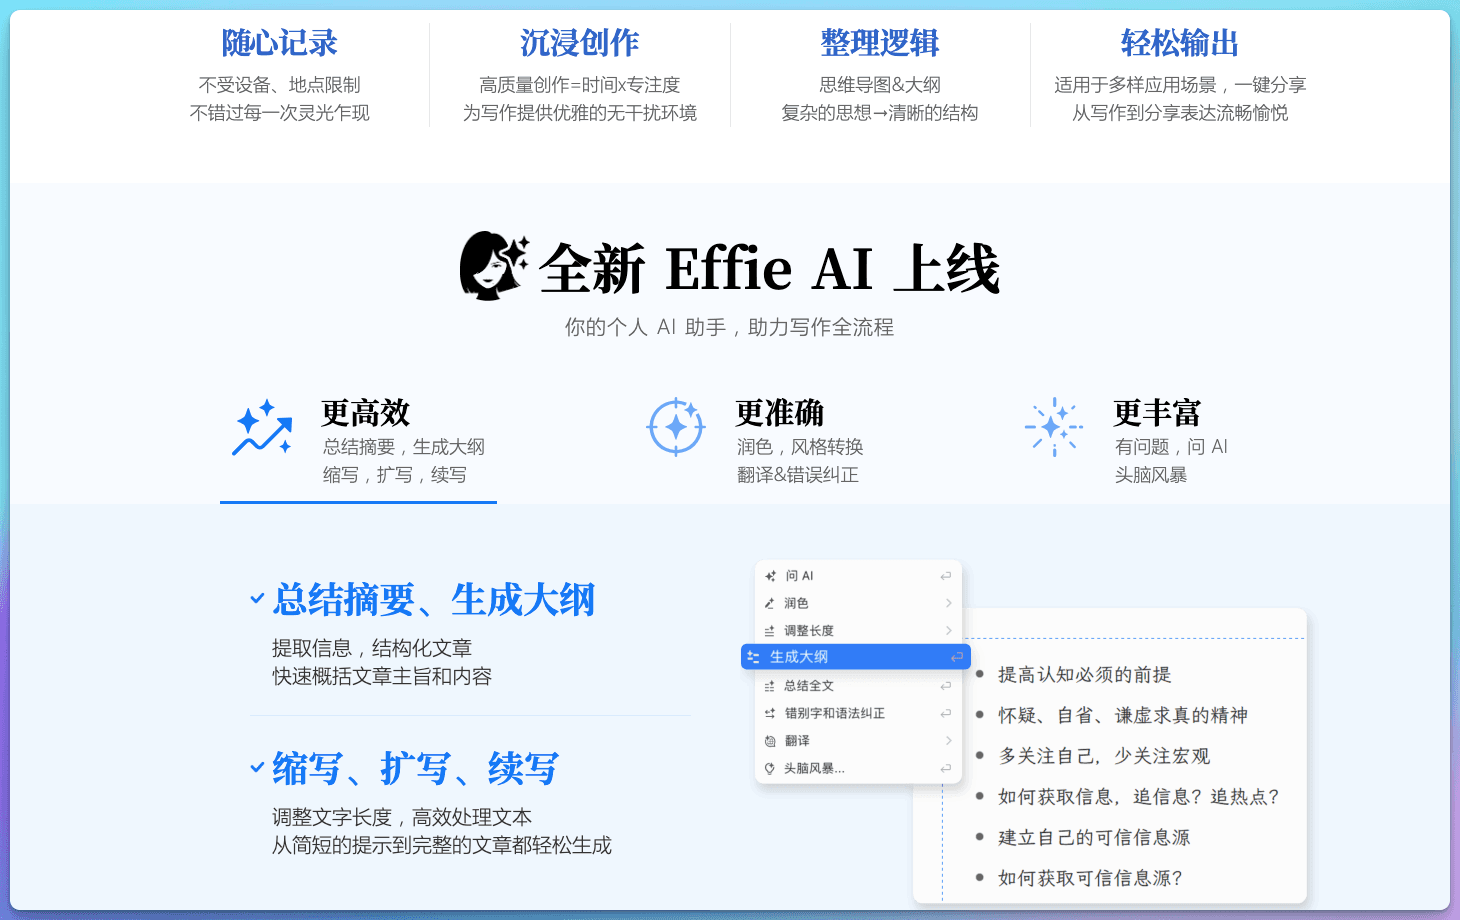 随心记录
不受设备、地点限制
不错过每一次灵光乍现
沉浸创作
高质量创作=时间x专注度
为写作提供优雅的无干扰环境
整理逻辑
思维导图&大纲
复杂的思想→清晰的结构
轻松输出
适用于多样应用场景，一键分享
从写作到分享表达流畅愉悦
全新 Effie AI 上线
你的个人 AI 助手，助力写作全流程
更高效
总结摘要，生成大纲
缩写，扩写，续写
更准确
润色，风格转换
翻译&错误纠正
更丰富
有问题，问 AI
头脑风暴
总结摘要、生成大纲
提取信息，结构化文章
快速概括文章主旨和内容
缩写、扩写、续写
调整文字长度，高效处理文本
从简短的提示到完整的文章都轻松生成
问 AI
润色
调整长度
生成大纲
总结全文
错别字和语法纠正
翻译
头脑风暴...
提高认知必须的前提
怀疑、自省、谦虚求真的精神
多关注自己，少关注宏观
如何获取信息，追信息？追热点？
建立自己的可信信息源
如何获取可信信息源？